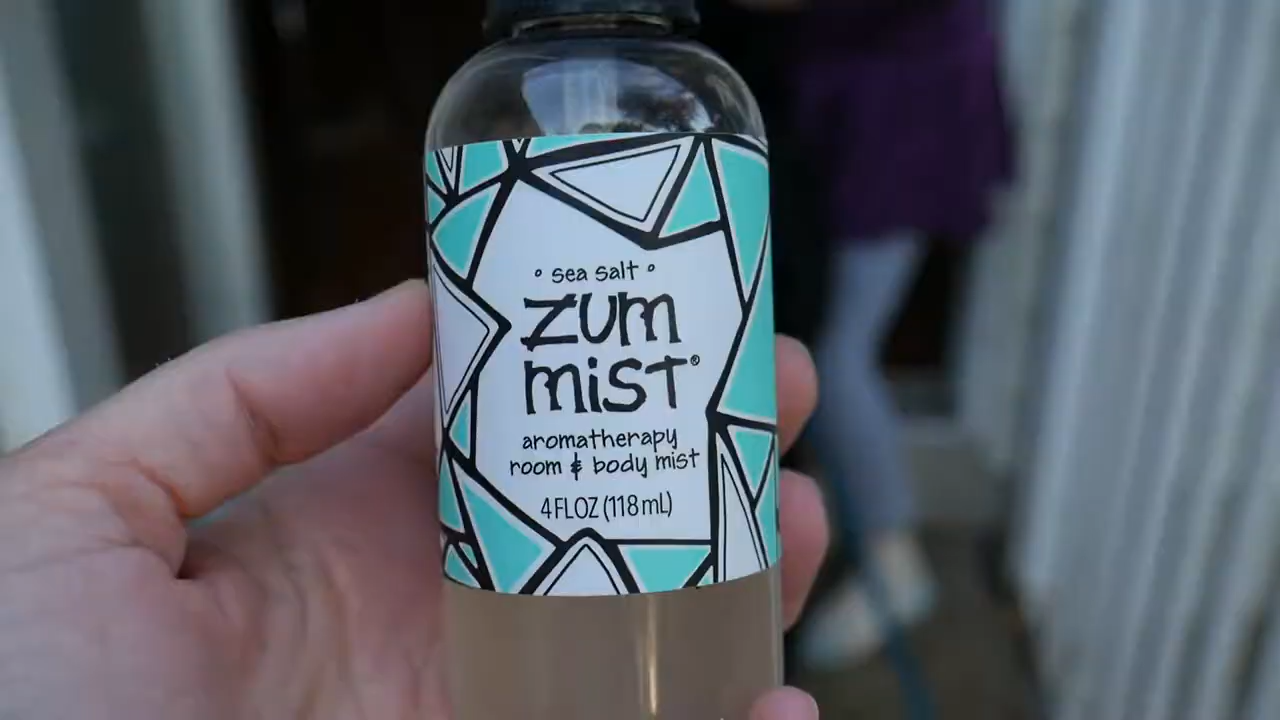 ° sea salt °
zum
mist®
aromatherapy
room & body mist
4 FL OZ (118 mL)